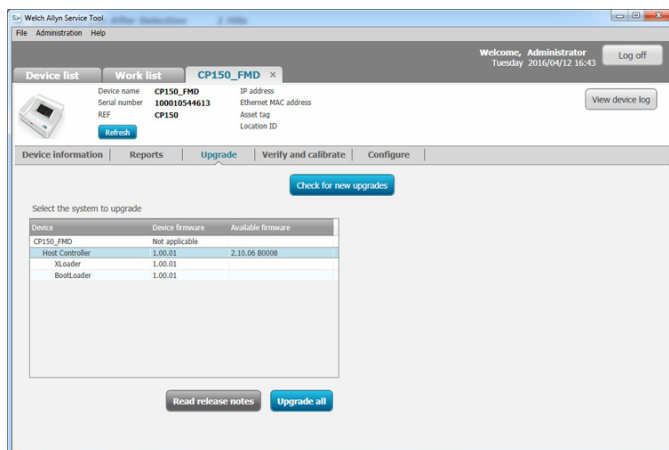 Welch Allyn Service Tool
After Selection 2 Hits
File Administration Help
Welcome, Administrator
Tuesday 2016/04/12 16:43
Log off
Device list Work list CP150_FMD ×
Device name CP150_FMD IP address
Serial number 100010544613 Ethernet MAC address
REF CP150 Asset tag
Location ID
View device log
Refresh
Device information Reports Upgrade Verify and calibrate Configure
Check for new upgrades
Select the system to upgrade
Device Device firmware Available firmware
CP150_FMD Not applicable
Host Controller 1.00.01 2.10.06 B0008
XLoader 1.00.01
BootLoader 1.00.01
Read release notes Upgrade all